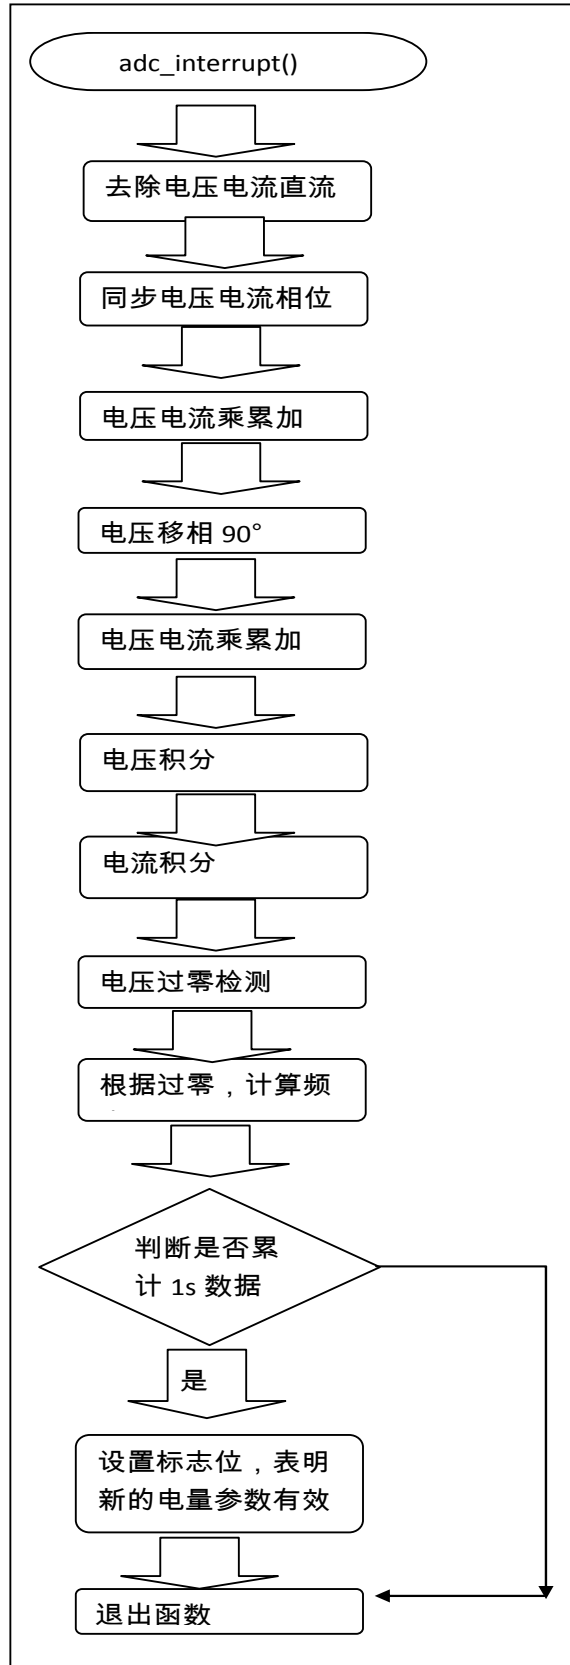 adc_interrupt()
去除电压电流直流
同步电压电流相位
电压电流乘累加
电压移相 90°
电压电流乘累加
电压积分
电流积分
电压过零检测
根据过零，计算频
判断是否累
计 1s 数据
是
设置标志位，表明
新的电量参数有效
退出函数